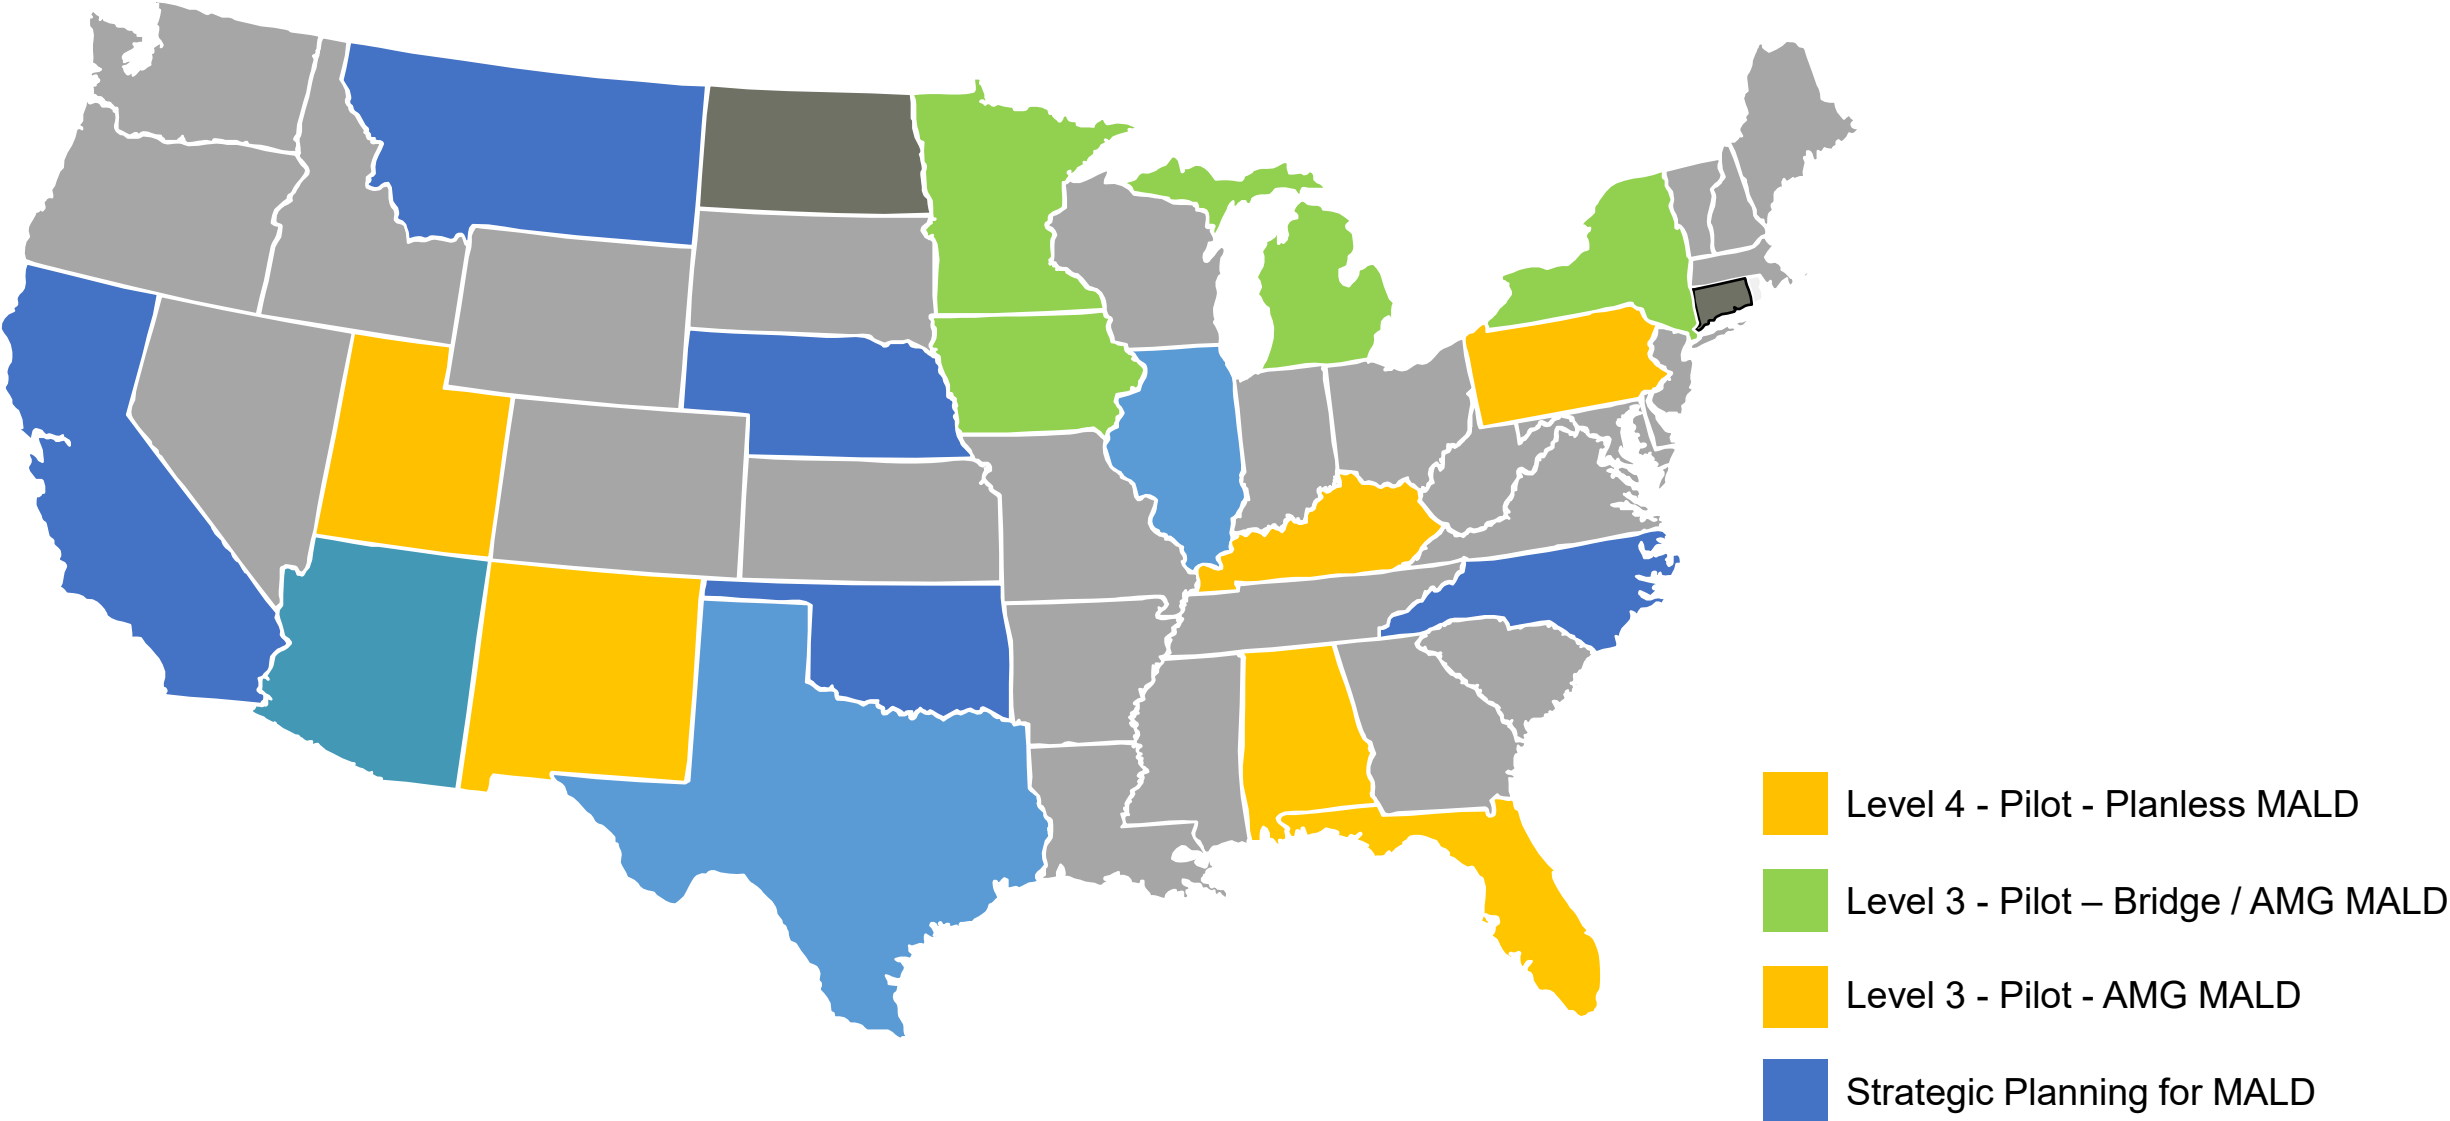 Level 4 - Pilot - Planless MALD
Level 3 - Pilot – Bridge / AMG MALD
Level 3 - Pilot - AMG MALD
Strategic Planning for MALD